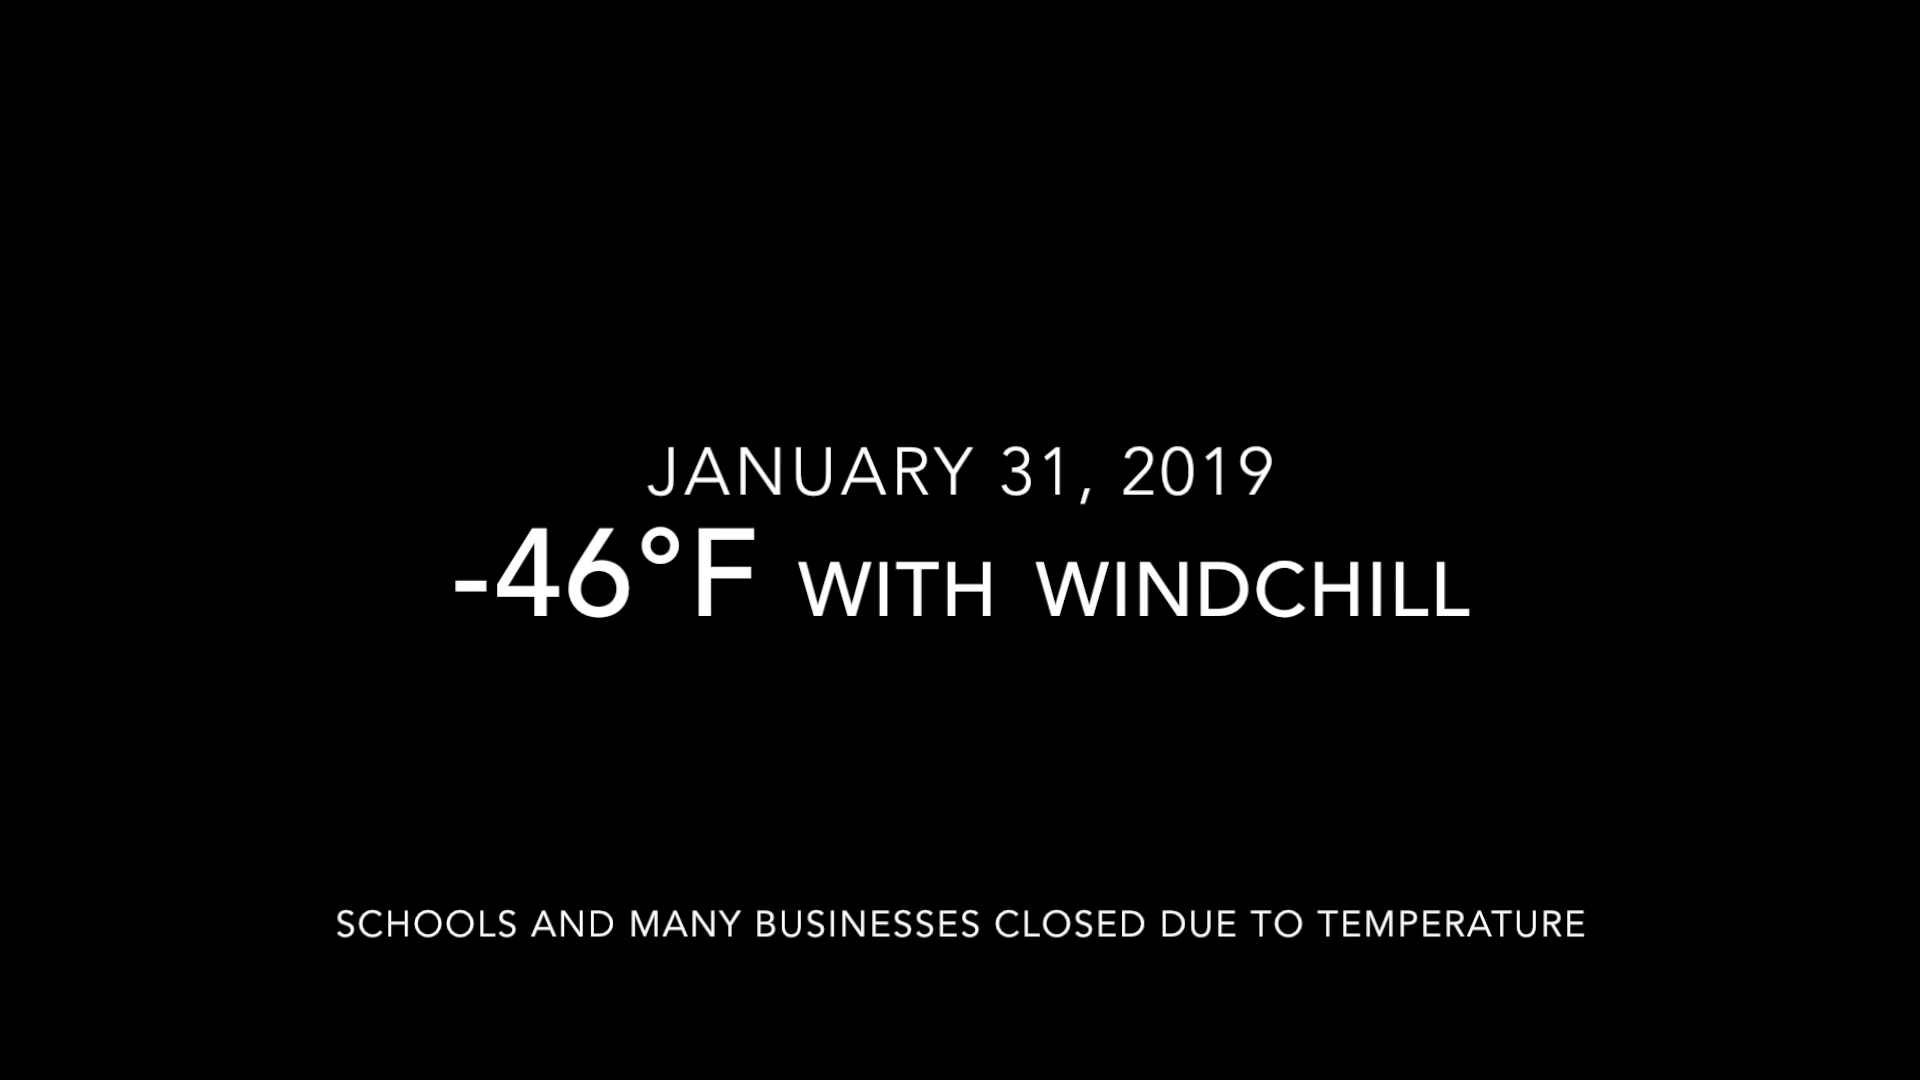 JANUARY 31, 2019
-46°F WITH WINDCHILL
SCHOOLS AND MANY BUSINESSES CLOSED DUE TO TEMPERATURE